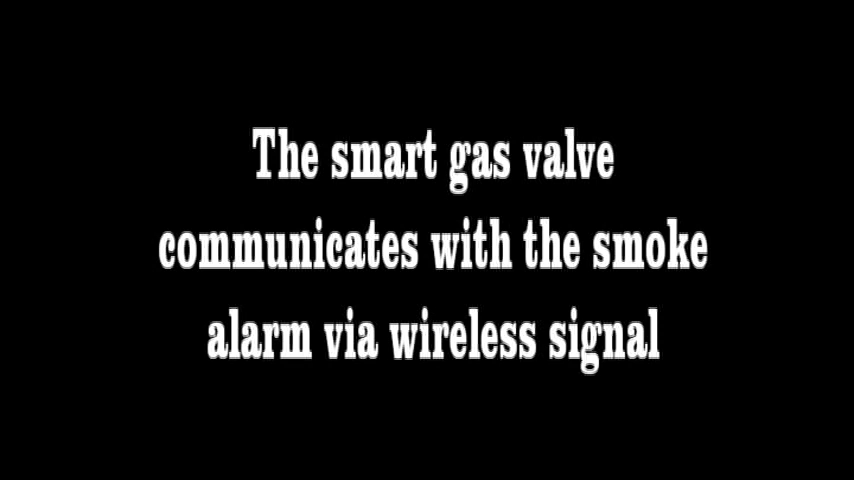 The smart gas valve
communicates with the smoke
alarm via wireless signal